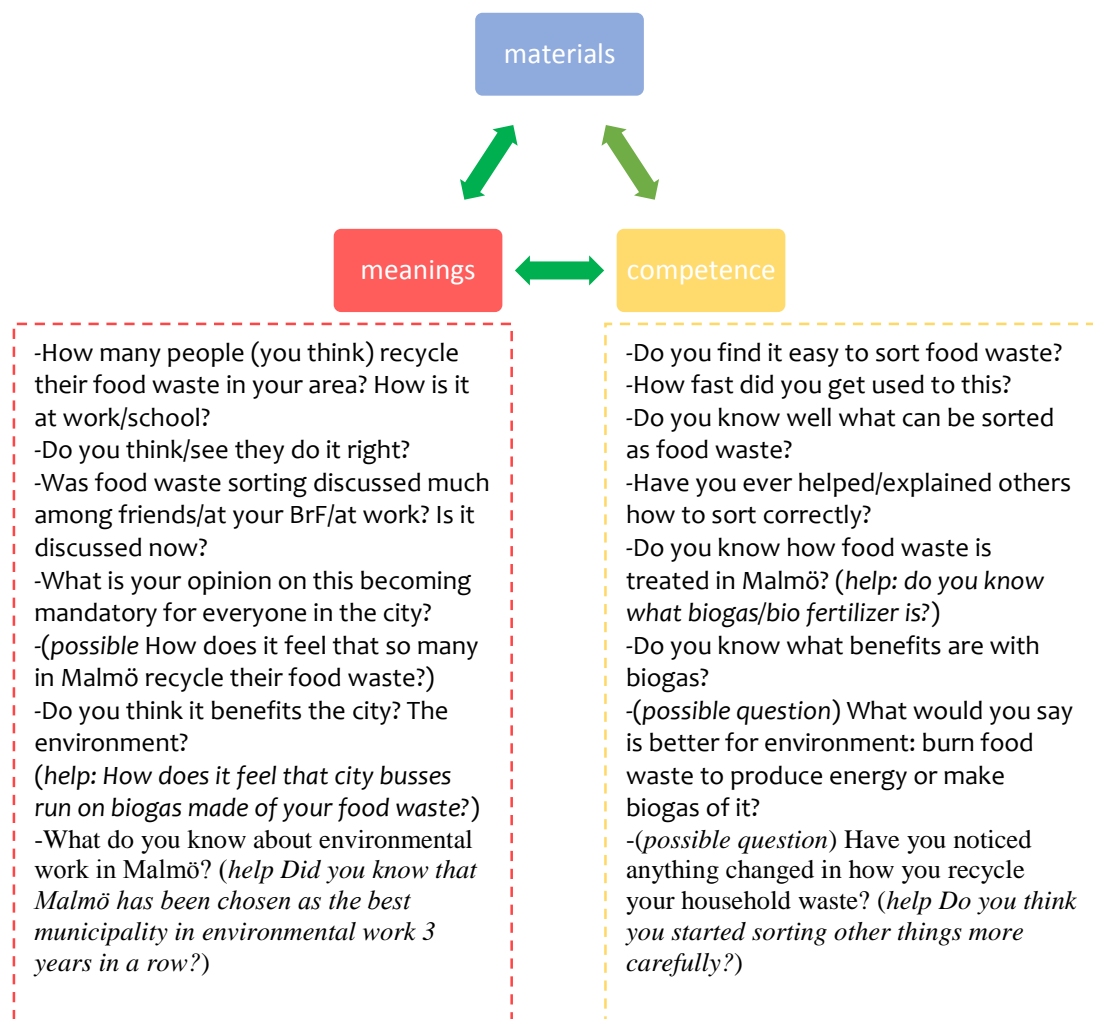 materials
meanings
competence
-How many people (you think) recycle
their food waste in your area? How is it
at work/school?
-Do you think/see they do it right?
-Was food waste sorting discussed much
among friends/at your BrF/at work? Is it
discussed now?
-What is your opinion on this becoming
mandatory for everyone in the city?
-(possible How does it feel that so many
in Malmö recycle their food waste?)
-Do you think it benefits the city? The
environment?
(help: How does it feel that city busses
run on biogas made of your food waste?)
-What do you know about environmental
work in Malmö? (help Did you know that
Malmö has been chosen as the best
municipality in environmental work 3
years in a row?)
-Do you find it easy to sort food waste?
-How fast did you get used to this?
-Do you know well what can be sorted
as food waste?
-Have you ever helped/explained others
how to sort correctly?
-Do you know how food waste is
treated in Malmö? (help: do you know
what biogas/bio fertilizer is?)
-Do you know what benefits are with
biogas?
-(possible question) What would you say
is better for environment: burn food
waste to produce energy or make
biogas of it?
-(possible question) Have you noticed
anything changed in how you recycle
your household waste? (help Do you think
you started sorting other things more
carefully?)